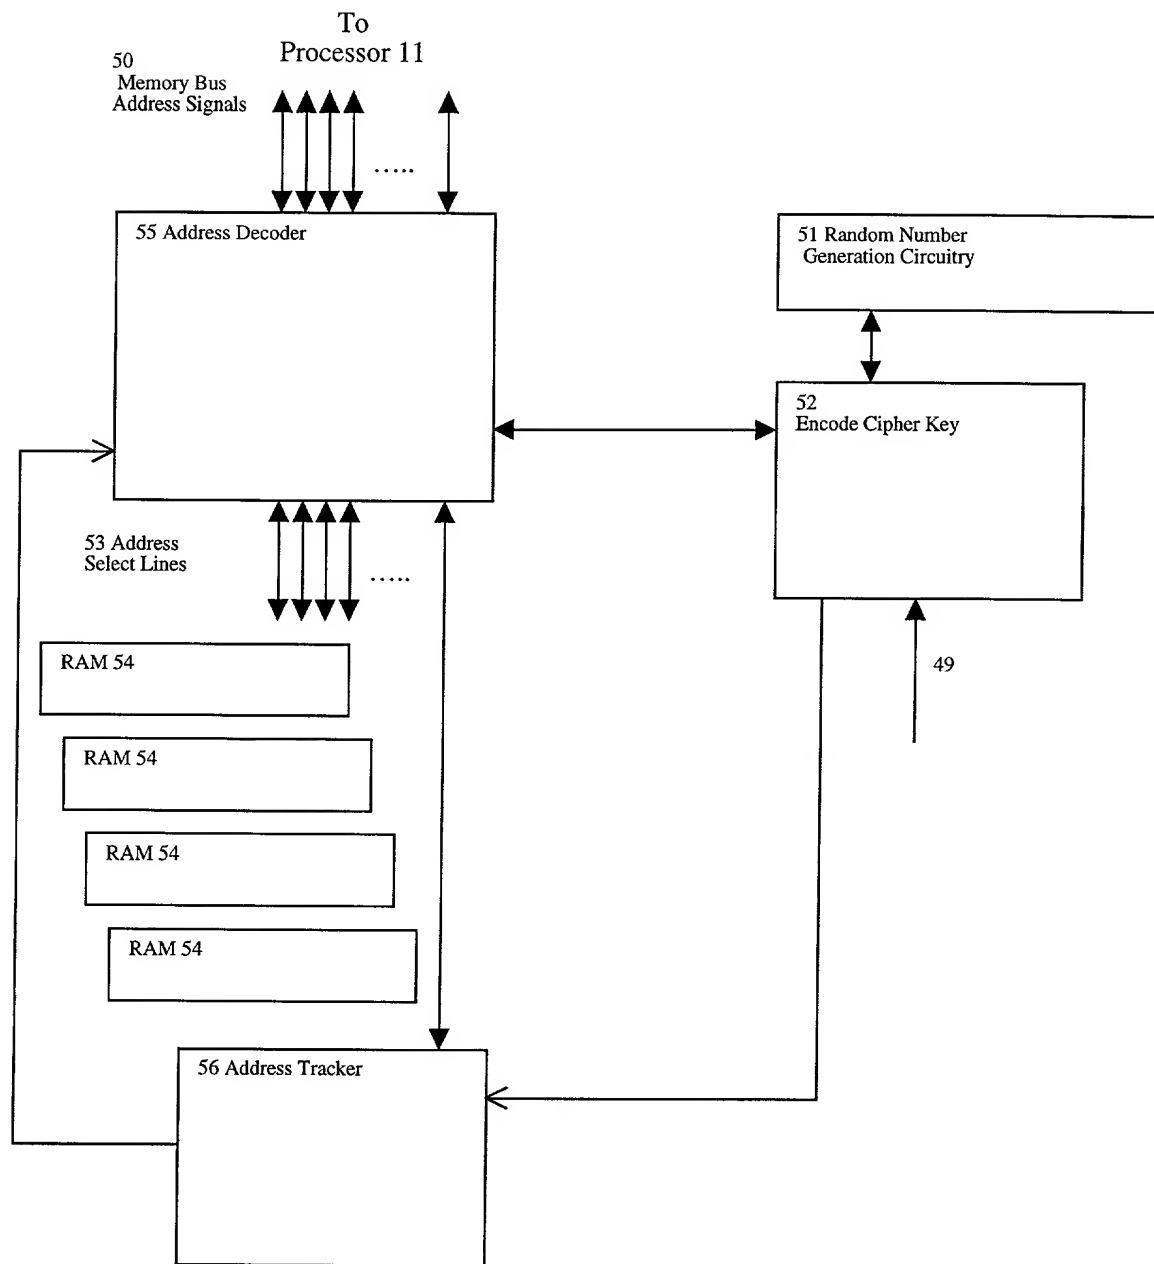 To
Processor 11
50
Memory Bus
Address Signals
.....
55 Address Decoder
51 Random Number
Generation Circuitry
52
Encode Cipher Key
53 Address
Select Lines
.....
49
RAM 54
RAM 54
RAM 54
RAM 54
56 Address Tracker